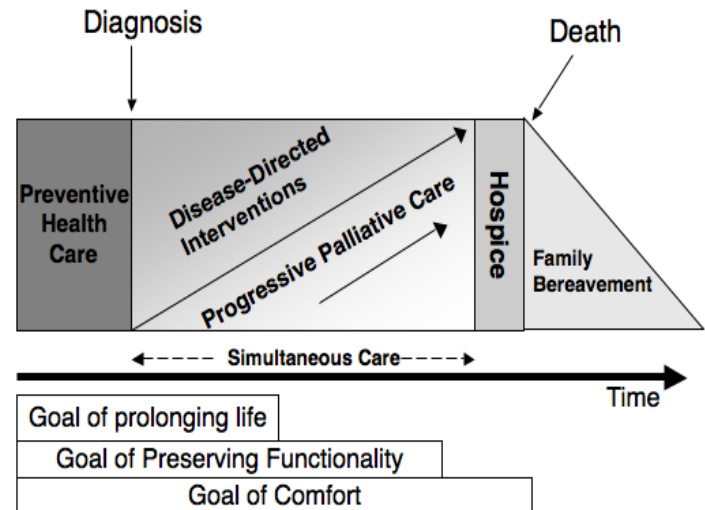 Diagnosis
Death
Preventive
Health
Care
Disease-Directed
Interventions
Progressive Palliative Care
Hospice
Family
Bereavement
Simultaneous Care
Time
Goal of prolonging life
Goal of Preserving Functionality
Goal of Comfort